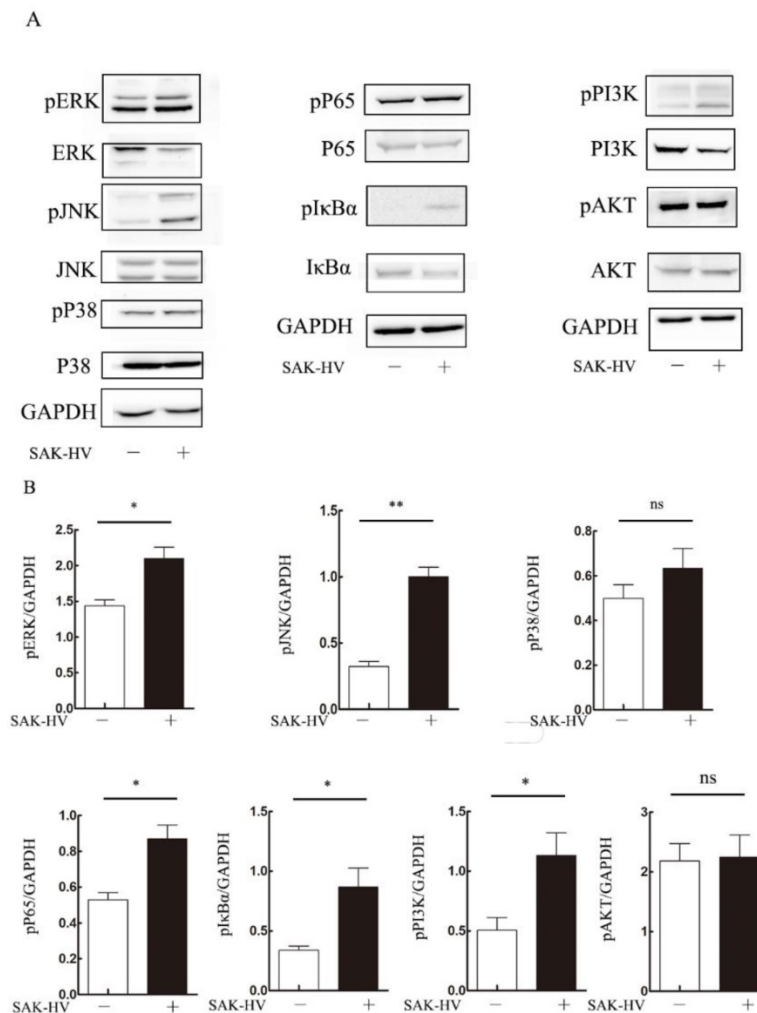 A
pERK
ERK
pJNK
JNK
pP38
P38
GAPDH
SAK-HV − +
pP65
P65
pIκBα
IκBα
GAPDH
SAK-HV − +
pPI3K
PI3K
pAKT
AKT
GAPDH
SAK-HV − +
B
*
pERK/GAPDH
2.5
2.0
1.5
1.0
0.5
0.0
SAK-HV − +
**
pJNK/GAPDH
1.5
1.0
0.5
0.0
SAK-HV − +
ns
pP38/GAPDH
0.8
0.6
0.4
0.2
0.0
SAK-HV − +
*
pP65/GAPDH
1.0
0.8
0.6
0.4
0.2
0.0
SAK-HV − +
*
pIκBα/GAPDH
1.5
1.0
0.5
0.0
SAK-HV − +
*
pPI3K/GAPDH
1.5
1.0
0.5
0.0
SAK-HV − +
ns
pAKT/GAPDH
3
2
1
0
SAK-HV − +